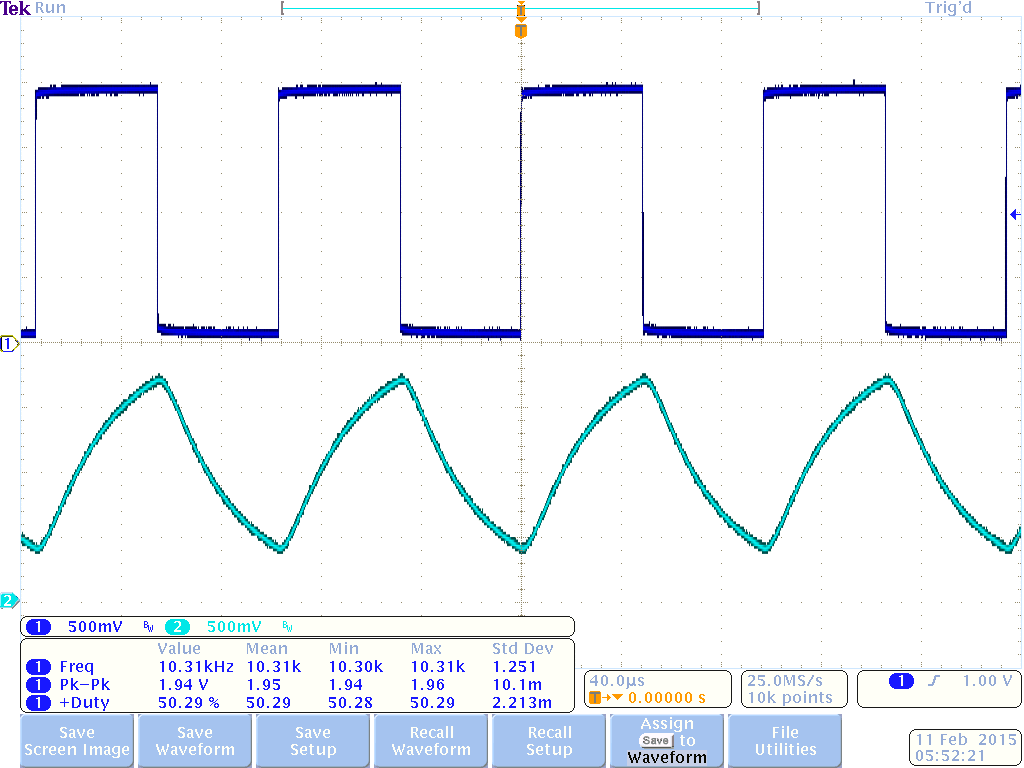 Tek Run Trig'd
T
T
1
2
1 500mV BW 2 500mV BW
Value Mean Min Max Std Dev
1 Freq 10.31kHz 10.31k 10.30k 10.31k 1.251
1 Pk−Pk 1.94 V 1.95 1.94 1.96 10.1m
1 +Duty 50.29 % 50.29 50.28 50.29 2.213m
40.0µs
T→▼ 0.00000 s
25.0MS/s
10k points
1 1.00 V
Save
Screen Image
Save
Waveform
Save
Setup
Recall
Waveform
Recall
Setup
Assign
Save to
Waveform
File
Utilities
11 Feb 2015
05:52:21